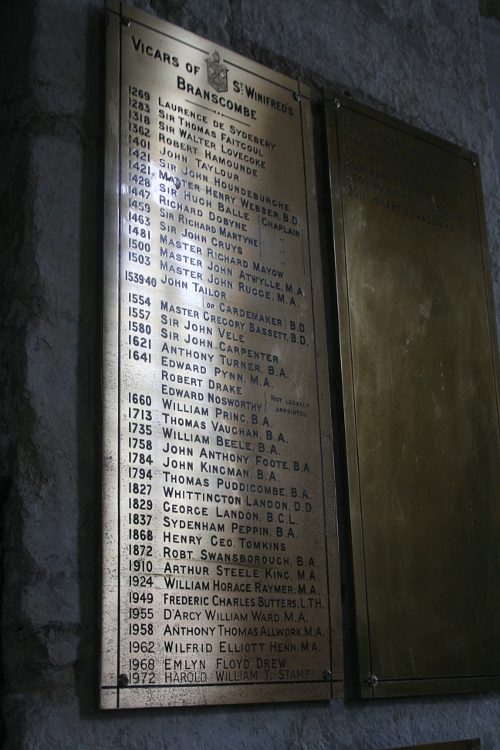 VICARS OF ST WINIFRED'S
BRANSCOMBE
1269 LAURENCE DE SYDEBERY
1283 SIR THOMAS FAITCOUL
1318 SIR WALTER LOVECOKE
1362 ROBERT HAMOUNDE
1401 JOHN TAYLOUR
1421 SIR JOHN HOUNDEBURCHE
1421 MASTER HENRY WEBBER, B.D.
1428 SIR HUGH BALLE CHAPLAIN
1447 RICHARD DOBYNE "
1459 SIR RICHARD MARTYNE "
1463 SIR JOHN CRUYS "
1481 MASTER RICHARD MAYOW
1500 MASTER JOHN ATWYLLE, M.A.
1503 MASTER JOHN RUGGE, M.A.
153940 JOHN TAILOR
OR CARDEMAKER B.D
1554 MASTER GREGORY BASSETT, B.D.
1557 SIR JOHN VELE
1580 SIR JOHN CARPENTER
1621 ANTHONY TURNER, B.A.
1641 EDWARD PYNN, M.A.
ROBERT DRAKE
EDWARD NOSWORTHY NOT LEGALLY APPOINTED
1660 WILLIAM PRINC, B.A.
1713 THOMAS VAUGHAN, B.A.
1735 WILLIAM BEELE, B.A.
1758 JOHN ANTHONY FOOTE, B.A.
1784 JOHN KINGMAN, B.A.
1794 THOMAS PUDDICOMBE, B.A.
1827 WHITTINGTON LANDON, D.D
1829 GEORGE LANDON, B.C.L.
1837 SYDENHAM PEPPIN, B.A.
1868 HENRY GEO. TOMKINS
1872 ROBT SWANSBOROUGH, B.A.
1910 ARTHUR STEELE KING, M.A.
1924 WILLIAM HORACE RAYMER, M.A.
1949 FREDERIC CHARLES BUTTERS, L.TH.
1955 D'ARCY WILLIAM WARD, M.A.
1958 ANTHONY THOMAS ALLWORK, M.A.
1962 WILFRID ELLIOTT HENN, M.A.
1968 EMLYN FLOYD DREW
1972 HAROLD WILLIAM T. STAMP